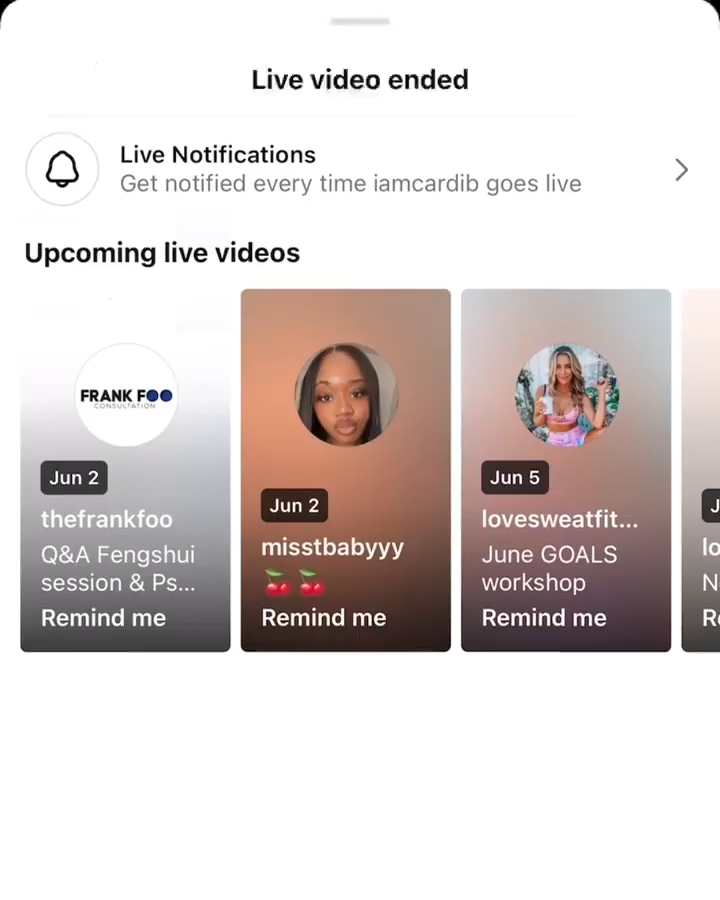 Live video ended
Live Notifications
Get notified every time iamcardib goes live
Upcoming live videos
FRANK FOO
CONSULTATION
Jun 2
thefrankfoo
Q&A Fengshui
session & Ps...
Remind me
Jun 2
misstbabyyy
🍒🍒
Remind me
Jun 5
lovesweatfit...
June GOALS
workshop
Remind me
J
lo
N
R